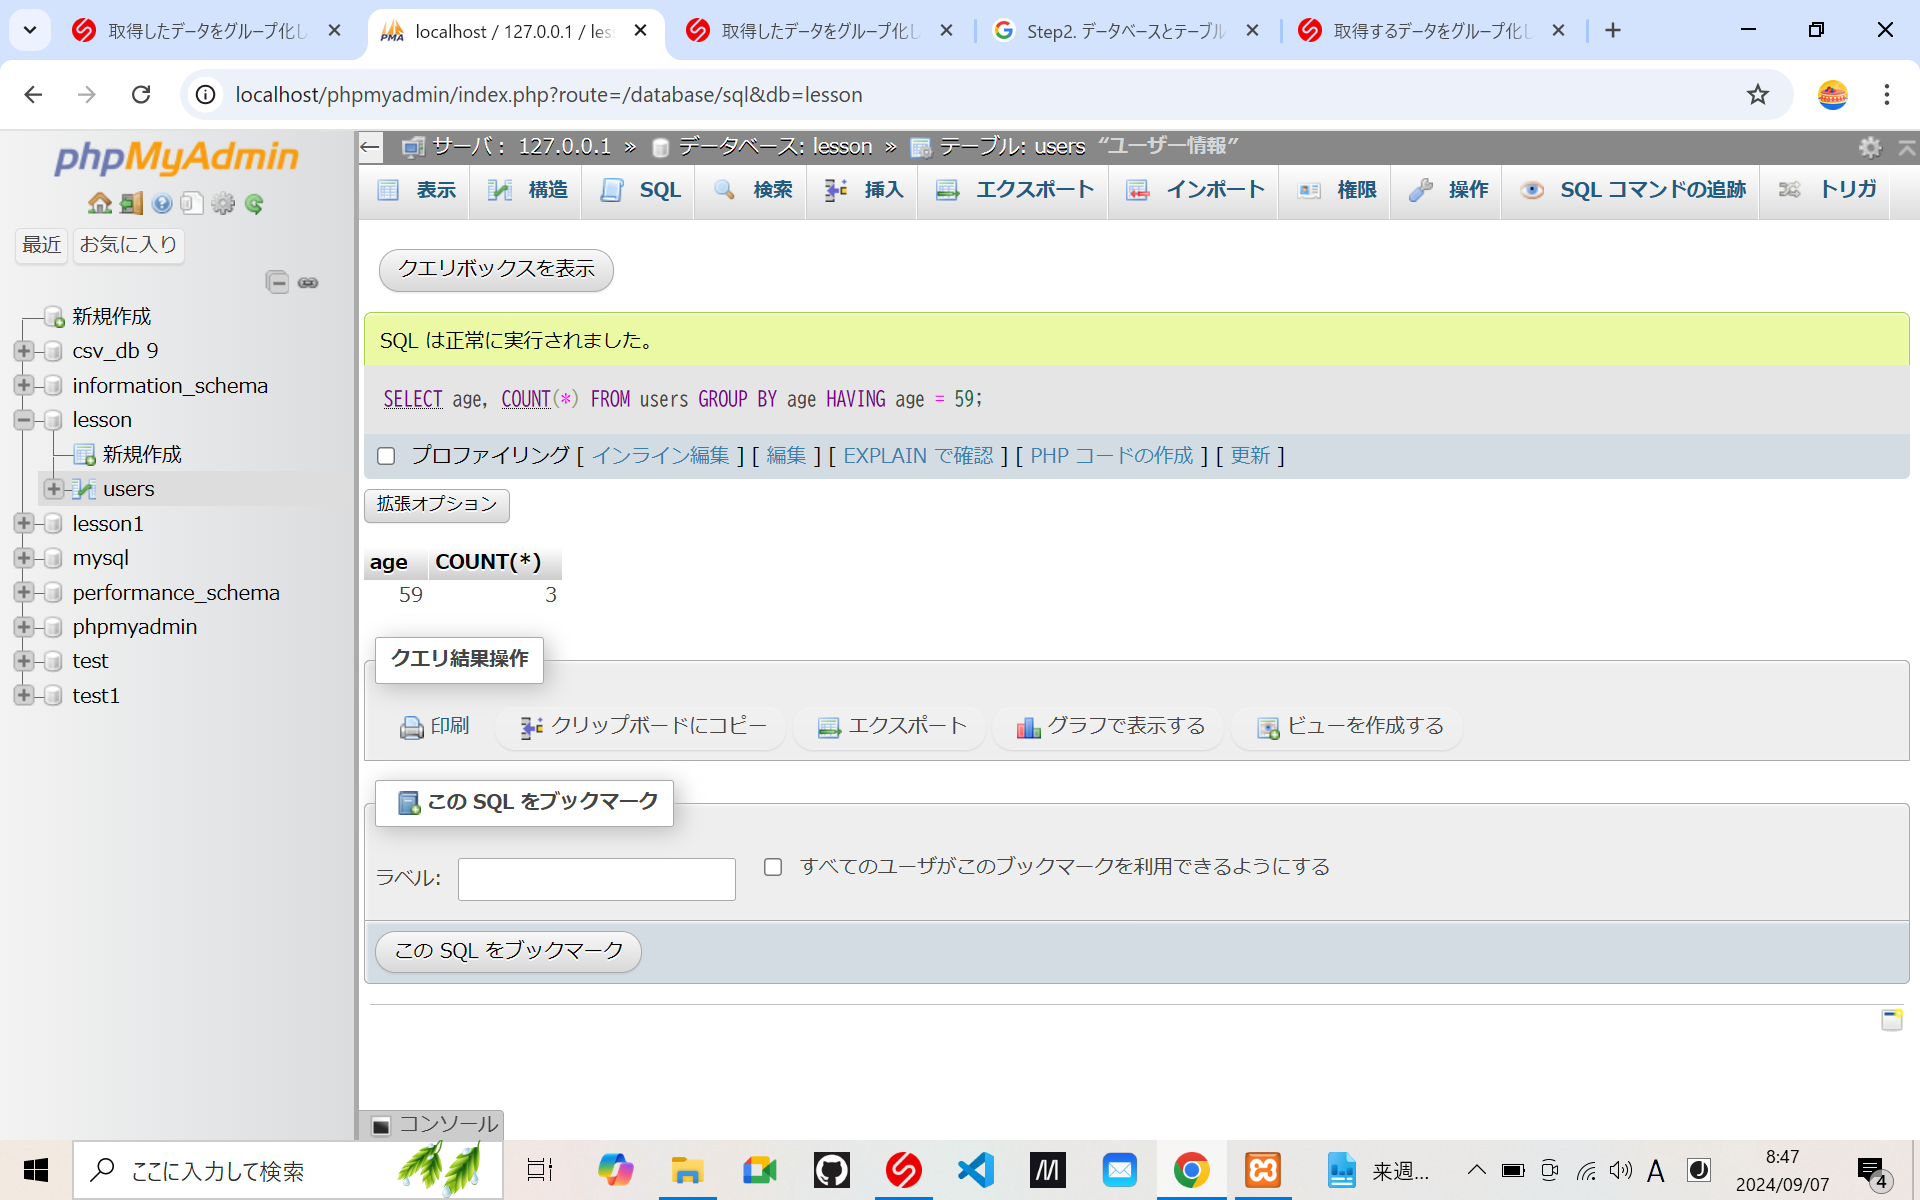 取得したデータをグループ化し
localhost / 127.0.0.1 / les
取得したデータをグループ化し
Step2. データベースとテーブル
取得するデータをグループ化し
localhost/phpmyadmin/index.php?route=/database/sql&db=lesson
phpMyAdmin
最近 お気に入り
新規作成
csv_db 9
information_schema
lesson
新規作成
users
lesson1
mysql
performance_schema
phpmyadmin
test
test1
サーバ: 127.0.0.1 » データベース: lesson » テーブル: users “ユーザー情報”
表示 構造 SQL 検索 挿入 エクスポート インポート 権限 操作 SQL コマンドの追跡 トリガ
クエリボックスを表示
SQL は正常に実行されました。
SELECT age, COUNT(*) FROM users GROUP BY age HAVING age = 59;
プロファイリング [ インライン編集 ] [ 編集 ] [ EXPLAIN で確認 ] [ PHP コードの作成 ] [ 更新 ]
拡張オプション
age COUNT(*)
59 3
クエリ結果操作
印刷 クリップボードにコピー エクスポート グラフで表示する ビューを作成する
この SQL をブックマーク
ラベル: すべてのユーザがこのブックマークを利用できるようにする
この SQL をブックマーク
コンソール
ここに入力して検索
来週...
A
8:47
2024/09/07
4